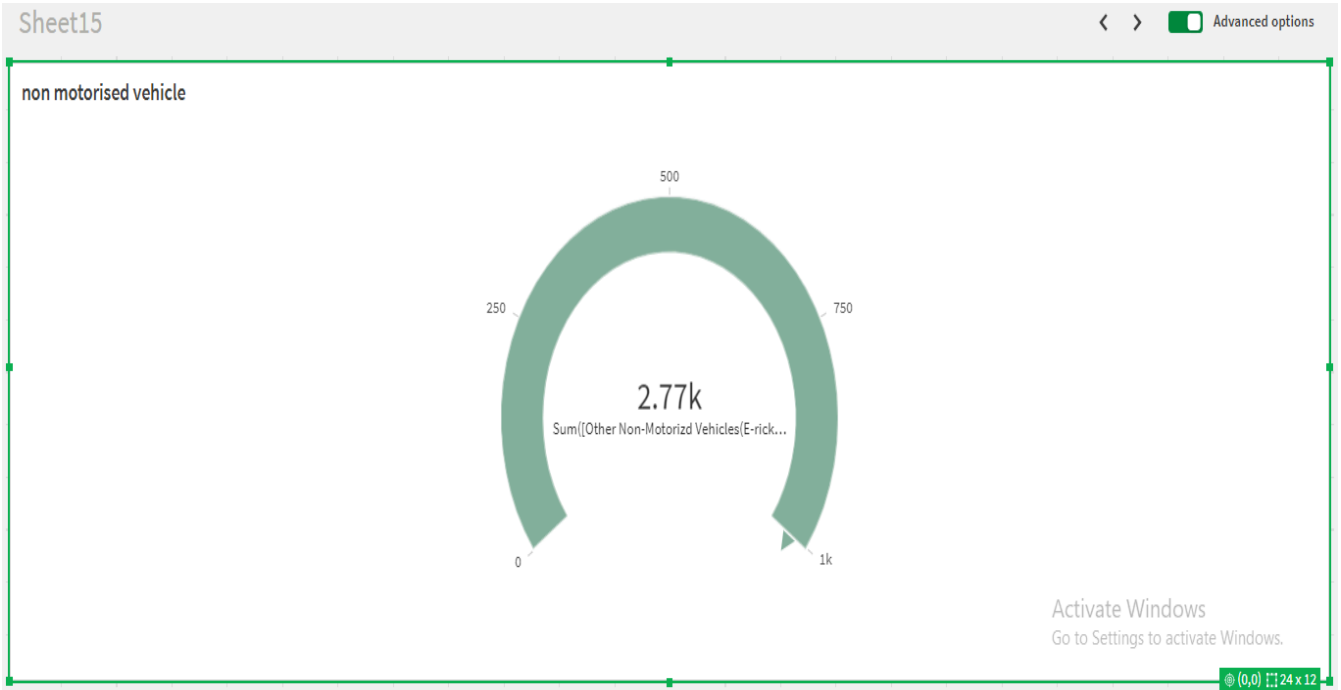 Sheet15
Advanced options
non motorised vehicle
500
250
750
2.77k
Sum([Other Non-Motorizd Vehicles(E-rick...
0
1k
Activate Windows
Go to Settings to activate Windows.
(0,0) 24 x 12